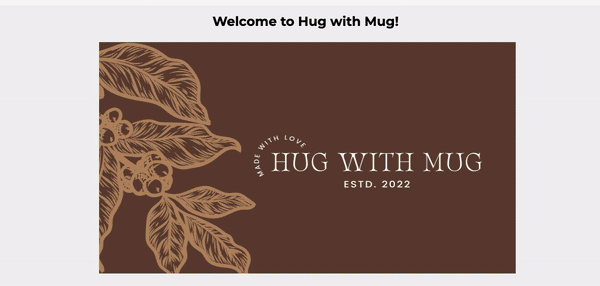 Welcome to Hug with Mug!
MADE WITH LOVE
HUG WITH MUG
ESTD. 2022